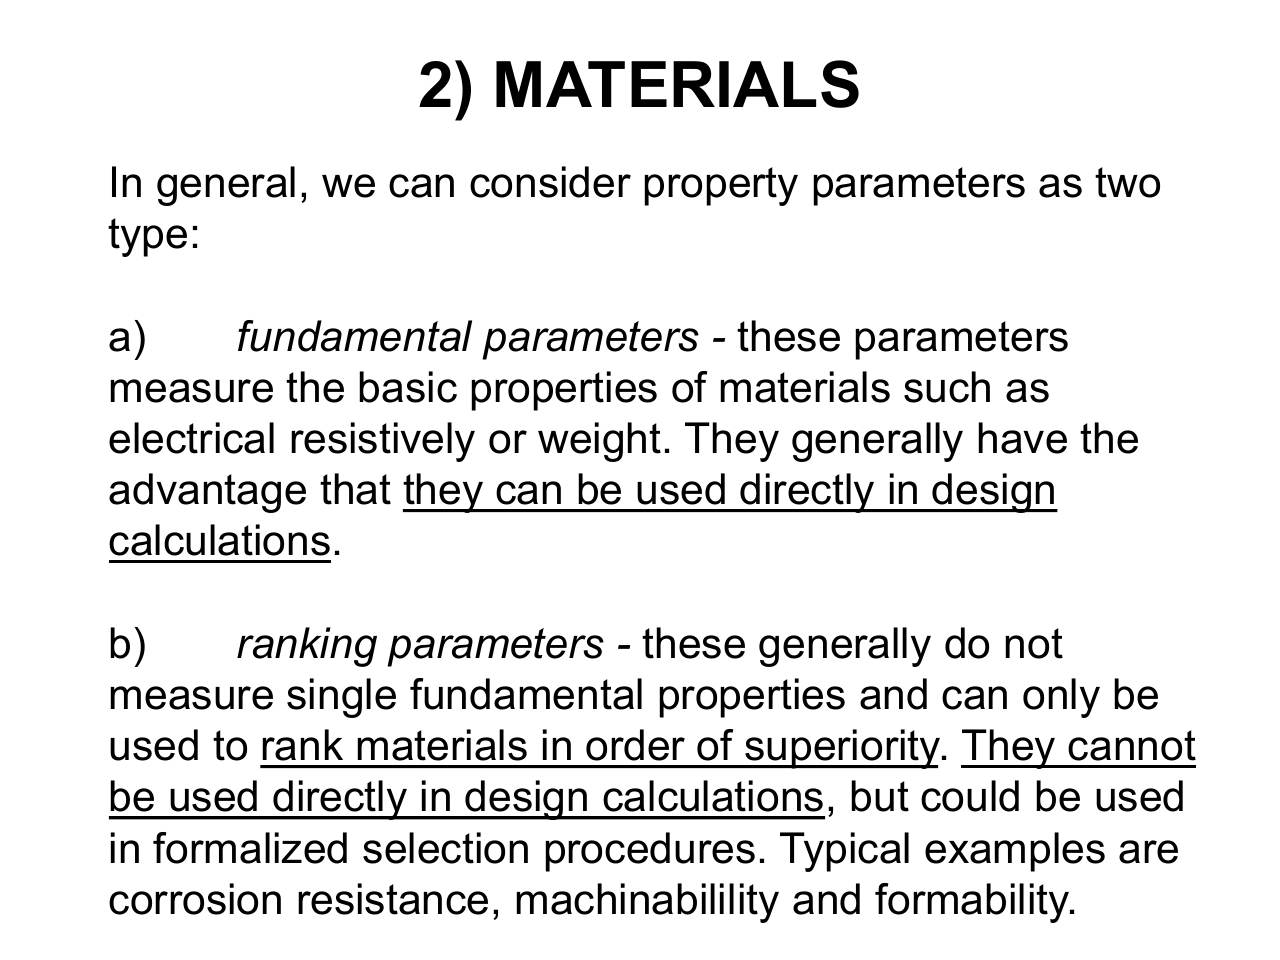 2) MATERIALS
In general, we can consider property parameters as two
type:
a) fundamental parameters - these parameters
measure the basic properties of materials such as
electrical resistively or weight. They generally have the
advantage that they can be used directly in design
calculations.
b) ranking parameters - these generally do not
measure single fundamental properties and can only be
used to rank materials in order of superiority. They cannot
be used directly in design calculations, but could be used
in formalized selection procedures. Typical examples are
corrosion resistance, machinabilility and formability.